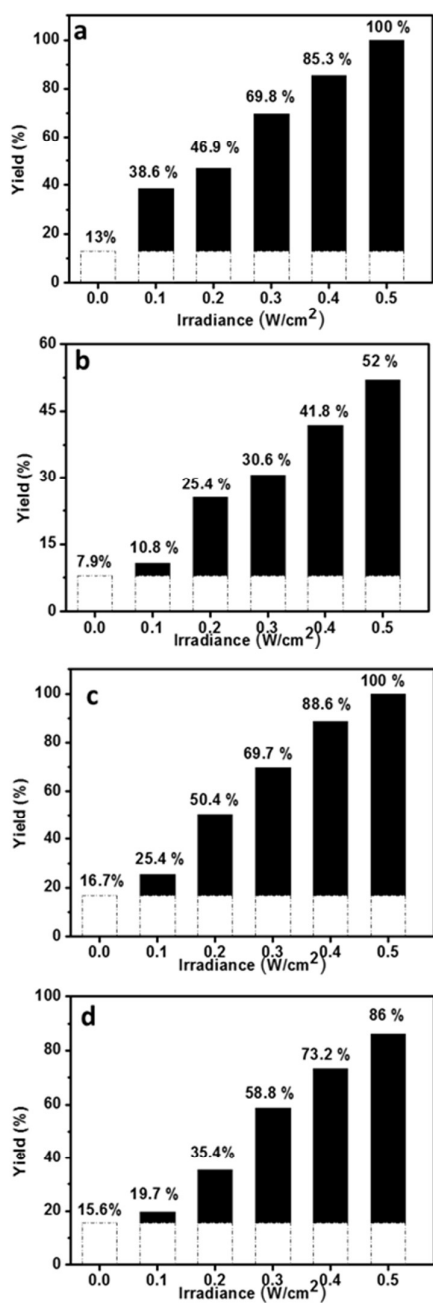 a
Yield (%)
100
80
60
40
20
0
13%
38.6 %
46.9 %
69.8 %
85.3 %
100 %
0.0 0.1 0.2 0.3 0.4 0.5
Irradiance (W/cm²)
b
Yield (%)
60
45
30
15
0
7.9%
10.8 %
25.4 %
30.6 %
41.8 %
52 %
0.0 0.1 0.2 0.3 0.4 0.5
Irradiance (W/cm²)
c
Yield (%)
100
80
60
40
20
0
16.7%
25.4 %
50.4 %
69.7 %
88.6 %
100 %
0.0 0.1 0.2 0.3 0.4 0.5
Irradiance (W/cm²)
d
Yield (%)
100
80
60
40
20
0
15.6%
19.7 %
35.4%
58.8 %
73.2 %
86 %
0.0 0.1 0.2 0.3 0.4 0.5
Irradiance (W/cm²)